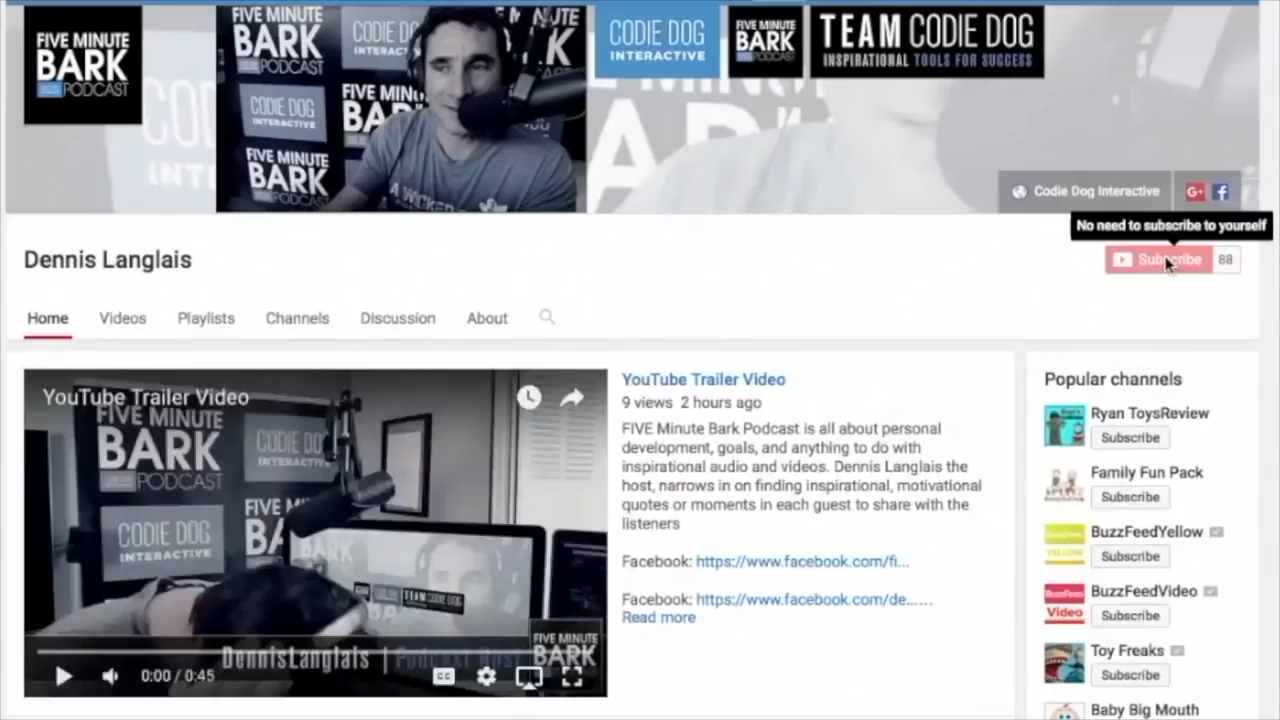 FIVE MINUTE
BARK
PODCAST
FIVE MINUTE
BARK
PODCAST
CODIE DOG
INTERACTIVE
FIVE MINUTE
BARK
FIVE MINUTE
BARK
PODCAST
CODIE DOG
INTERACTIVE
FIVE MINUTE
BARK
PODCAST
TEAM CODIE DOG
INSPIRATIONAL TOOLS FOR SUCCESS
Codie Dog Interactive
G+ f
No need to subscribe to yourself
Dennis Langlais
Subscribe 88
Home Videos Playlists Channels Discussion About
YouTube Trailer Video
FIVE MINUTE
BARK
PODCAST
CODIE DOG
INTERACTIVE
CODIE DOG
INTERACTIVE
TEAM CODIE DOG
DennisLanglais | Podcast
FIVE MINUTE
BARK
0:00 / 0:45
CC
YouTube Trailer Video
9 views 2 hours ago
FIVE Minute Bark Podcast is all about personal
development, goals, and anything to do with
inspirational audio and videos. Dennis Langlais the
host, narrows in on finding inspirational, motivational
quotes or moments in each guest to share with the
listeners
Facebook: https://www.facebook.com/fi...
Facebook: https://www.facebook.com/de......
Read more
Popular channels
Ryan ToysReview
Subscribe
Family Fun Pack
Subscribe
BuzzFeedYellow
Subscribe
BuzzFeedVideo
Subscribe
Toy Freaks
Subscribe
Baby Big Mouth